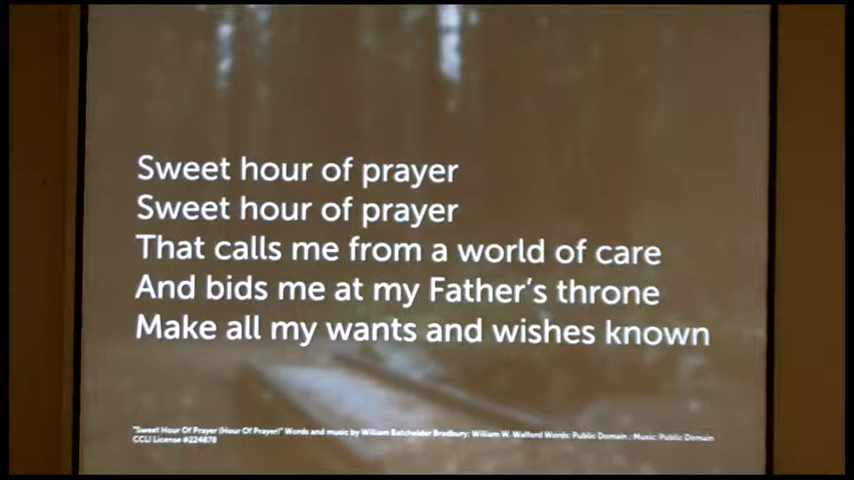 Sweet hour of prayer
Sweet hour of prayer
That calls me from a world of care
And bids me at my Father's throne
Make all my wants and wishes known
"Sweet Hour Of Prayer (Hour Of Prayer)" Words and music by William Batchelder Bradbury; William W. Walford Words: Public Domain ; Music: Public Domain
CCLI License #224878